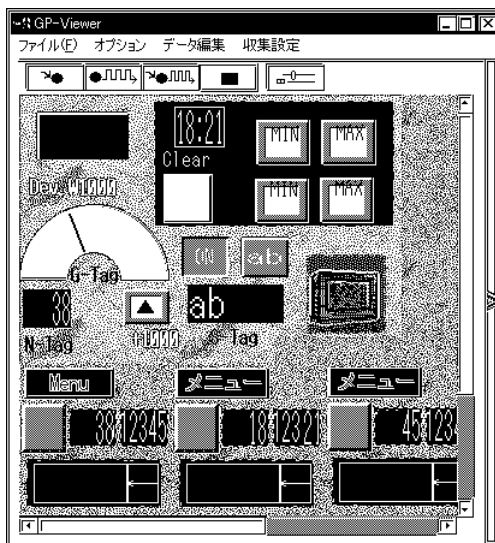 GP-Viewer
ファイル(F) オプション データ編集 収集設定
18:21
Clear
MIN MAX
MIN MAX
Dev. W1000
G-Tag
ON ab
38
ab
N-Tag +1000 S-Tag
Menu メニュー メニュー
38:12345 18:12321 45:123